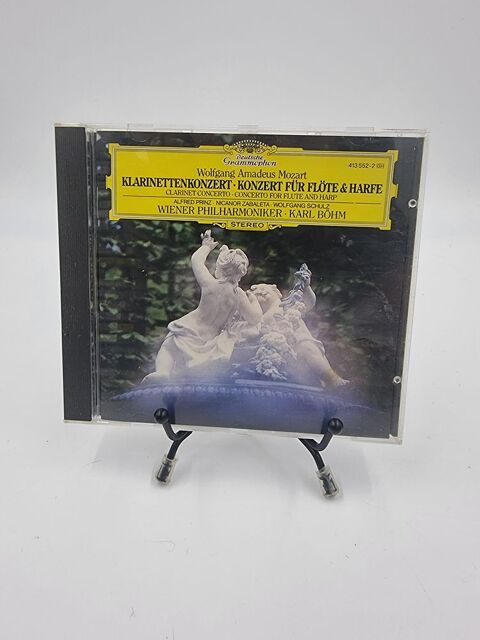 Deutsche
Grammophon
413 552-2
Wolfgang Amadeus Mozart
KLARINETTENKONZERT · KONZERT FÜR FLÖTE & HARFE
CLARINET CONCERTO · CONCERTO FOR FLUTE AND HARP
ALFRED PRINZ · NICANOR ZABALETA · WOLFGANG SCHULZ
WIENER PHILHARMONIKER · KARL BÖHM
STEREO